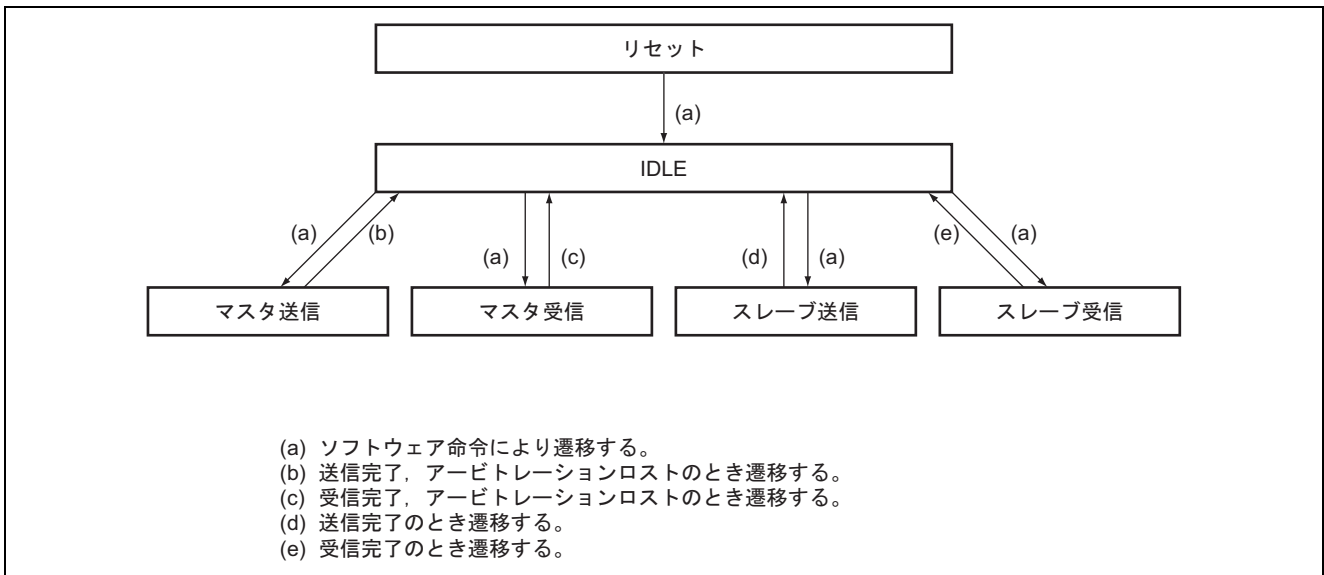 リセット
(a)
IDLE
(a)
(b)
(a)
(c)
(d)
(a)
(e)
(a)
マスタ送信
マスタ受信
スレーブ送信
スレーブ受信
(a) ソフトウェア命令により遷移する。
(b) 送信完了，アービトレーションロストのとき遷移する。
(c) 受信完了，アービトレーションロストのとき遷移する。
(d) 送信完了のとき遷移する。
(e) 受信完了のとき遷移する。